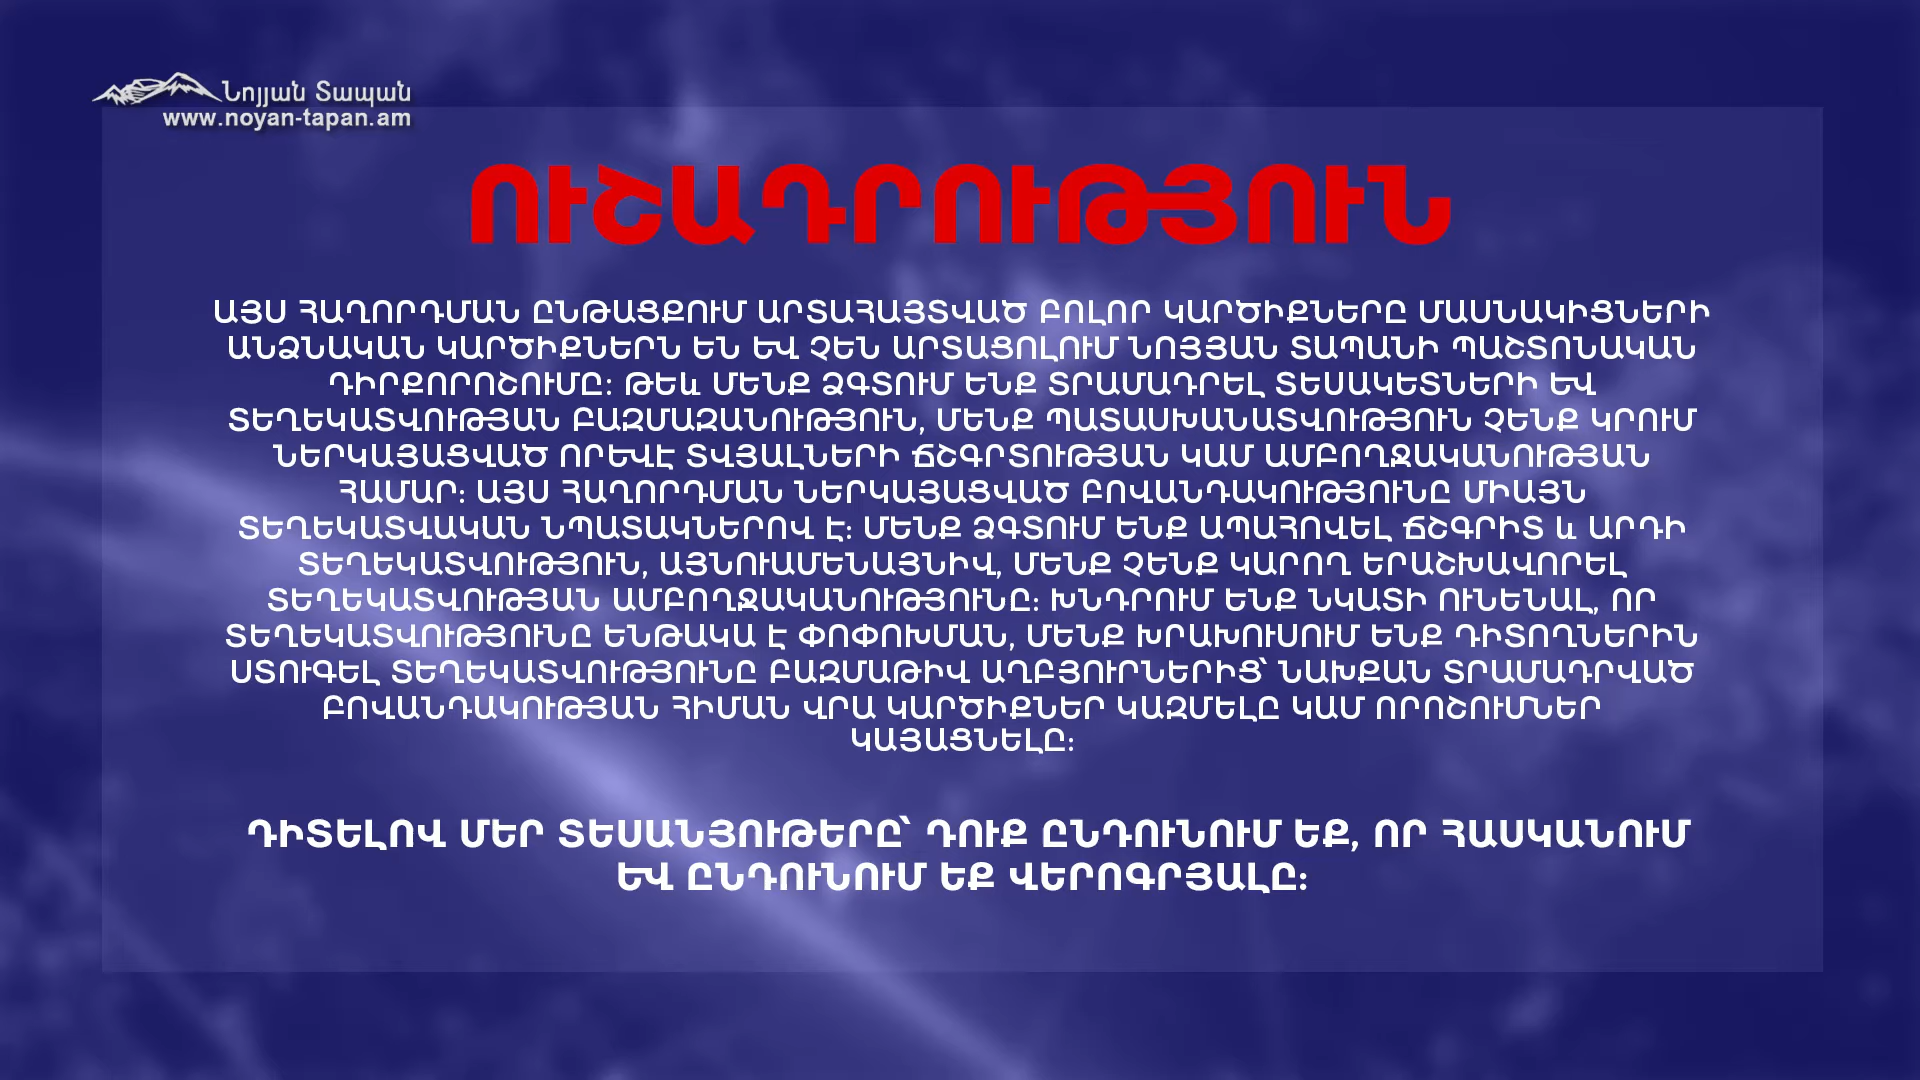 Նոյյան Տապան
www.noyan-tapan.am
ՈՒՇԱԴՐՈՒԹՅՈՒՆ
ԱՅՍ ՀԱՂՈՐԴՄԱՆ ԸՆԹԱՑՔՈՒՄ ԱՐՏԱՀԱՅՏՎԱԾ ԲՈԼՈՐ ԿԱՐԾԻՔՆԵՐԸ ՄԱՍՆԱԿԻՑՆԵՐԻ
ԱՆՁՆԱԿԱՆ ԿԱՐԾԻՔՆԵՐՆ ԵՆ ԵՎ ՉԵՆ ԱՐՏԱՑՈԼՈՒՄ ՆՈՅՅԱՆ ՏԱՊԱՆԻ ՊԱՇՏՈՆԱԿԱՆ
ԴԻՐՔՈՐՈՇՈՒՄԸ: ԹԵև ՄԵՆՔ ՁԳՏՈՒՄ ԵՆՔ ՏՐԱՄԱԴՐԵԼ ՏԵՍԱԿԵՏՆԵՐԻ ԵՎ
ՏԵՂԵԿԱՏՎՈՒԹՅԱՆ ԲԱԶՄԱԶԱՆՈՒԹՅՈՒՆ, ՄԵՆՔ ՊԱՏԱՍԽԱՆԱՏՎՈՒԹՅՈՒՆ ՉԵՆՔ ԿՐՈՒՄ
ՆԵՐԿԱՅԱՑՎԱԾ ՈՐԵՎԷ ՏՎՅԱԼՆԵՐԻ ՃՇԳՐՏՈՒԹՅԱՆ ԿԱՄ ԱՄԲՈՂՋԱԿԱՆՈՒԹՅԱՆ
ՀԱՄԱՐ: ԱՅՍ ՀԱՂՈՐԴՄԱՆ ՆԵՐԿԱՅԱՑՎԱԾ ԲՈՎԱՆԴԱԿՈՒԹՅՈՒՆԸ ՄԻԱՅՆ
ՏԵՂԵԿԱՏՎԱԿԱՆ ՆՊԱՏԱԿՆԵՐՈՎ Է: ՄԵՆՔ ՁԳՏՈՒՄ ԵՆՔ ԱՊԱՀՈՎԵԼ ՃՇԳՐԻՏ և ԱՐԴԻ
ՏԵՂԵԿԱՏՎՈՒԹՅՈՒՆ, ԱՅՆՈՒԱՄԵՆԱՅՆԻՎ, ՄԵՆՔ ՉԵՆՔ ԿԱՐՈՂ ԵՐԱՇԽԱՎՈՐԵԼ
ՏԵՂԵԿԱՏՎՈՒԹՅԱՆ ԱՄԲՈՂՋԱԿԱՆՈՒԹՅՈՒՆԸ: ԽՆԴՐՈՒՄ ԵՆՔ ՆԿԱՏԻ ՈՒՆԵՆԱԼ, ՈՐ
ՏԵՂԵԿԱՏՎՈՒԹՅՈՒՆԸ ԵՆԹԱԿԱ Է ՓՈՓՈԽՄԱՆ, ՄԵՆՔ ԽՐԱԽՈՒՍՈՒՄ ԵՆՔ ԴԻՏՈՂՆԵՐԻՆ
ՍՏՈՒԳԵԼ ՏԵՂԵԿԱՏՎՈՒԹՅՈՒՆԸ ԲԱԶՄԱԹԻՎ ԱՂԲՅՈՒՐՆԵՐԻՑ՝ ՆԱԽՔԱՆ ՏՐԱՄԱԴՐՎԱԾ
ԲՈՎԱՆԴԱԿՈՒԹՅԱՆ ՀԻՄԱՆ ՎՐԱ ԿԱՐԾԻՔՆԵՐ ԿԱԶՄԵԼԸ ԿԱՄ ՈՐՈՇՈՒՄՆԵՐ
ԿԱՅԱՑՆԵԼԸ:
ԴԻՏԵԼՈՎ ՄԵՐ ՏԵՍԱՆՅՈՒԹԵՐԸ՝ ԴՈՒՔ ԸՆԴՈՒՆՈՒՄ ԵՔ, ՈՐ ՀԱՍԿԱՆՈՒՄ
ԵՎ ԸՆԴՈՒՆՈՒՄ ԵՔ ՎԵՐՈԳՐՅԱԼԸ: